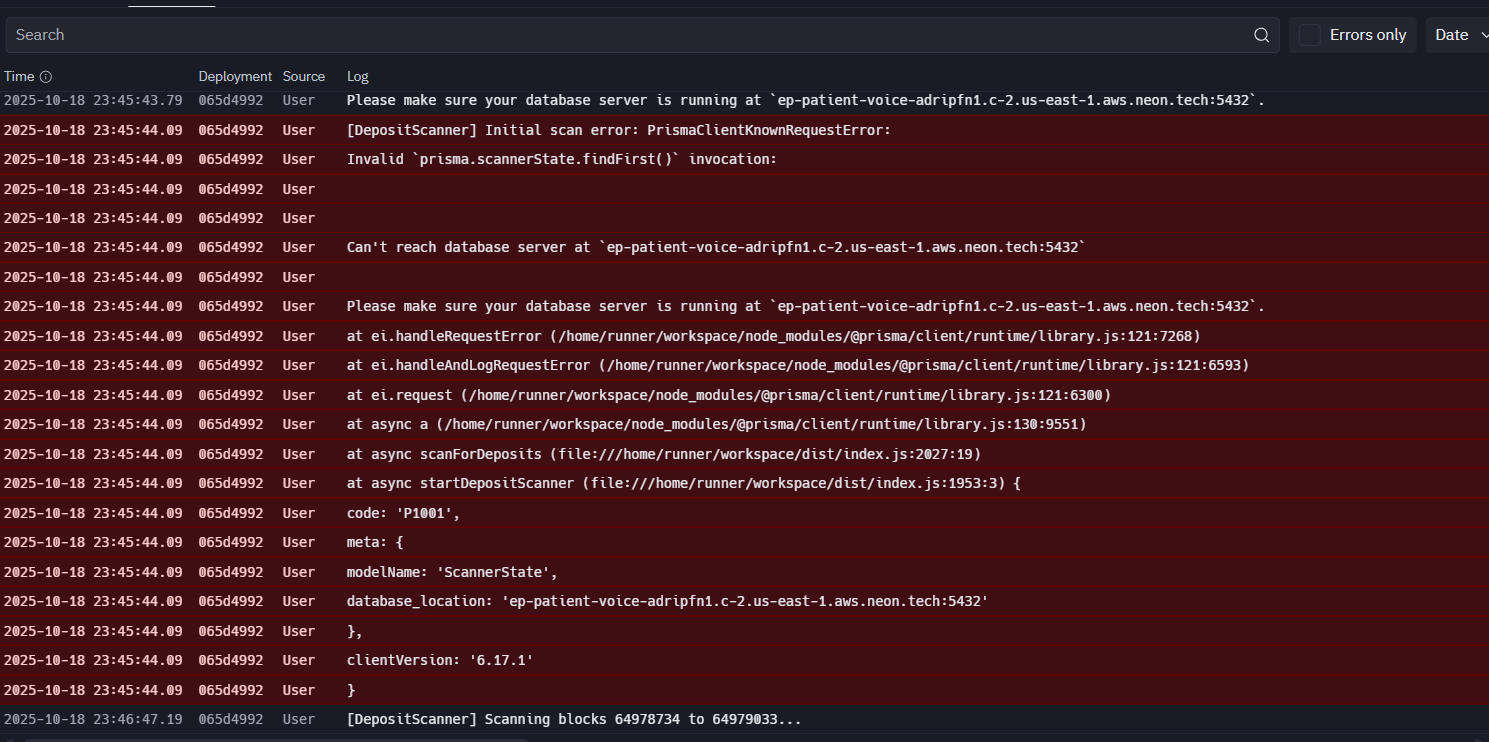 Search
Errors only
Date
Time Deployment Source Log
2025-10-18 23:45:43.79 065d4992 User Please make sure your database server is running at `ep-patient-voice-adripfn1.c-2.us-east-1.aws.neon.tech:5432`.
2025-10-18 23:45:44.09 065d4992 User [DepositScanner] Initial scan error: PrismaClientKnownRequestError:
2025-10-18 23:45:44.09 065d4992 User Invalid `prisma.scannerState.findFirst()` invocation:
2025-10-18 23:45:44.09 065d4992 User
2025-10-18 23:45:44.09 065d4992 User
2025-10-18 23:45:44.09 065d4992 User Can't reach database server at `ep-patient-voice-adripfn1.c-2.us-east-1.aws.neon.tech:5432`
2025-10-18 23:45:44.09 065d4992 User
2025-10-18 23:45:44.09 065d4992 User Please make sure your database server is running at `ep-patient-voice-adripfn1.c-2.us-east-1.aws.neon.tech:5432`.
2025-10-18 23:45:44.09 065d4992 User at ei.handleRequestError (/home/runner/workspace/node_modules/@prisma/client/runtime/library.js:121:7268)
2025-10-18 23:45:44.09 065d4992 User at ei.handleAndLogRequestError (/home/runner/workspace/node_modules/@prisma/client/runtime/library.js:121:6593)
2025-10-18 23:45:44.09 065d4992 User at ei.request (/home/runner/workspace/node_modules/@prisma/client/runtime/library.js:121:6300)
2025-10-18 23:45:44.09 065d4992 User at async a (/home/runner/workspace/node_modules/@prisma/client/runtime/library.js:130:9551)
2025-10-18 23:45:44.09 065d4992 User at async scanForDeposits (file:///home/runner/workspace/dist/index.js:2027:19)
2025-10-18 23:45:44.09 065d4992 User at async startDepositScanner (file:///home/runner/workspace/dist/index.js:1953:3) {
2025-10-18 23:45:44.09 065d4992 User code: 'P1001',
2025-10-18 23:45:44.09 065d4992 User meta: {
2025-10-18 23:45:44.09 065d4992 User modelName: 'ScannerState',
2025-10-18 23:45:44.09 065d4992 User database_location: 'ep-patient-voice-adripfn1.c-2.us-east-1.aws.neon.tech:5432'
2025-10-18 23:45:44.09 065d4992 User },
2025-10-18 23:45:44.09 065d4992 User clientVersion: '6.17.1'
2025-10-18 23:45:44.09 065d4992 User }
2025-10-18 23:46:47.19 065d4992 User [DepositScanner] Scanning blocks 64978734 to 64979033...